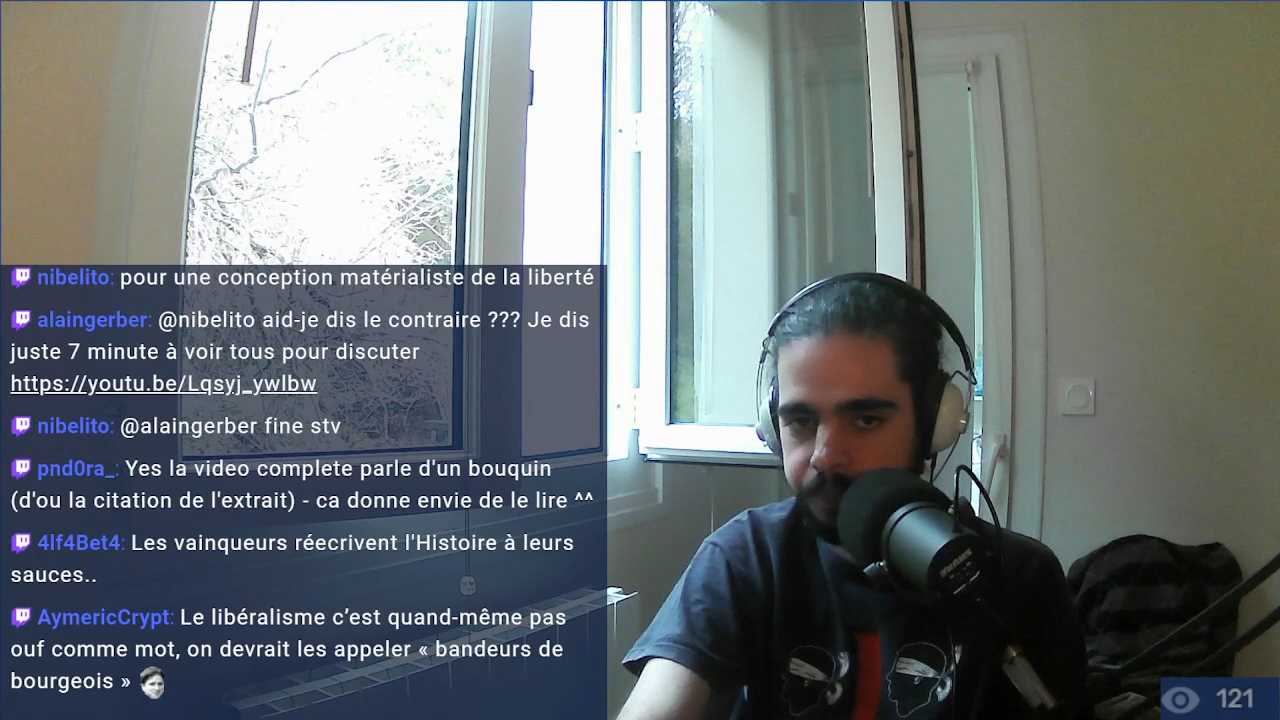 nibelito: pour une conception matérialiste de la liberté
alaingerber: @nibelito aid-je dis le contraire ??? Je dis
juste 7 minute à voir tous pour discuter
https://youtu.be/Lqsyj_ywlbw
nibelito: @alaingerber fine stv
pnd0ra_: Yes la video complete parle d'un bouquin
(d'ou la citation de l'extrait) - ca donne envie de le lire ^^
4lf4Bet4: Les vainqueurs réecrivent l'Histoire à leurs
sauces..
AymericCrypt: Le libéralisme c’est quand-même pas
ouf comme mot, on devrait les appeler « bandeurs de
bourgeois »
121